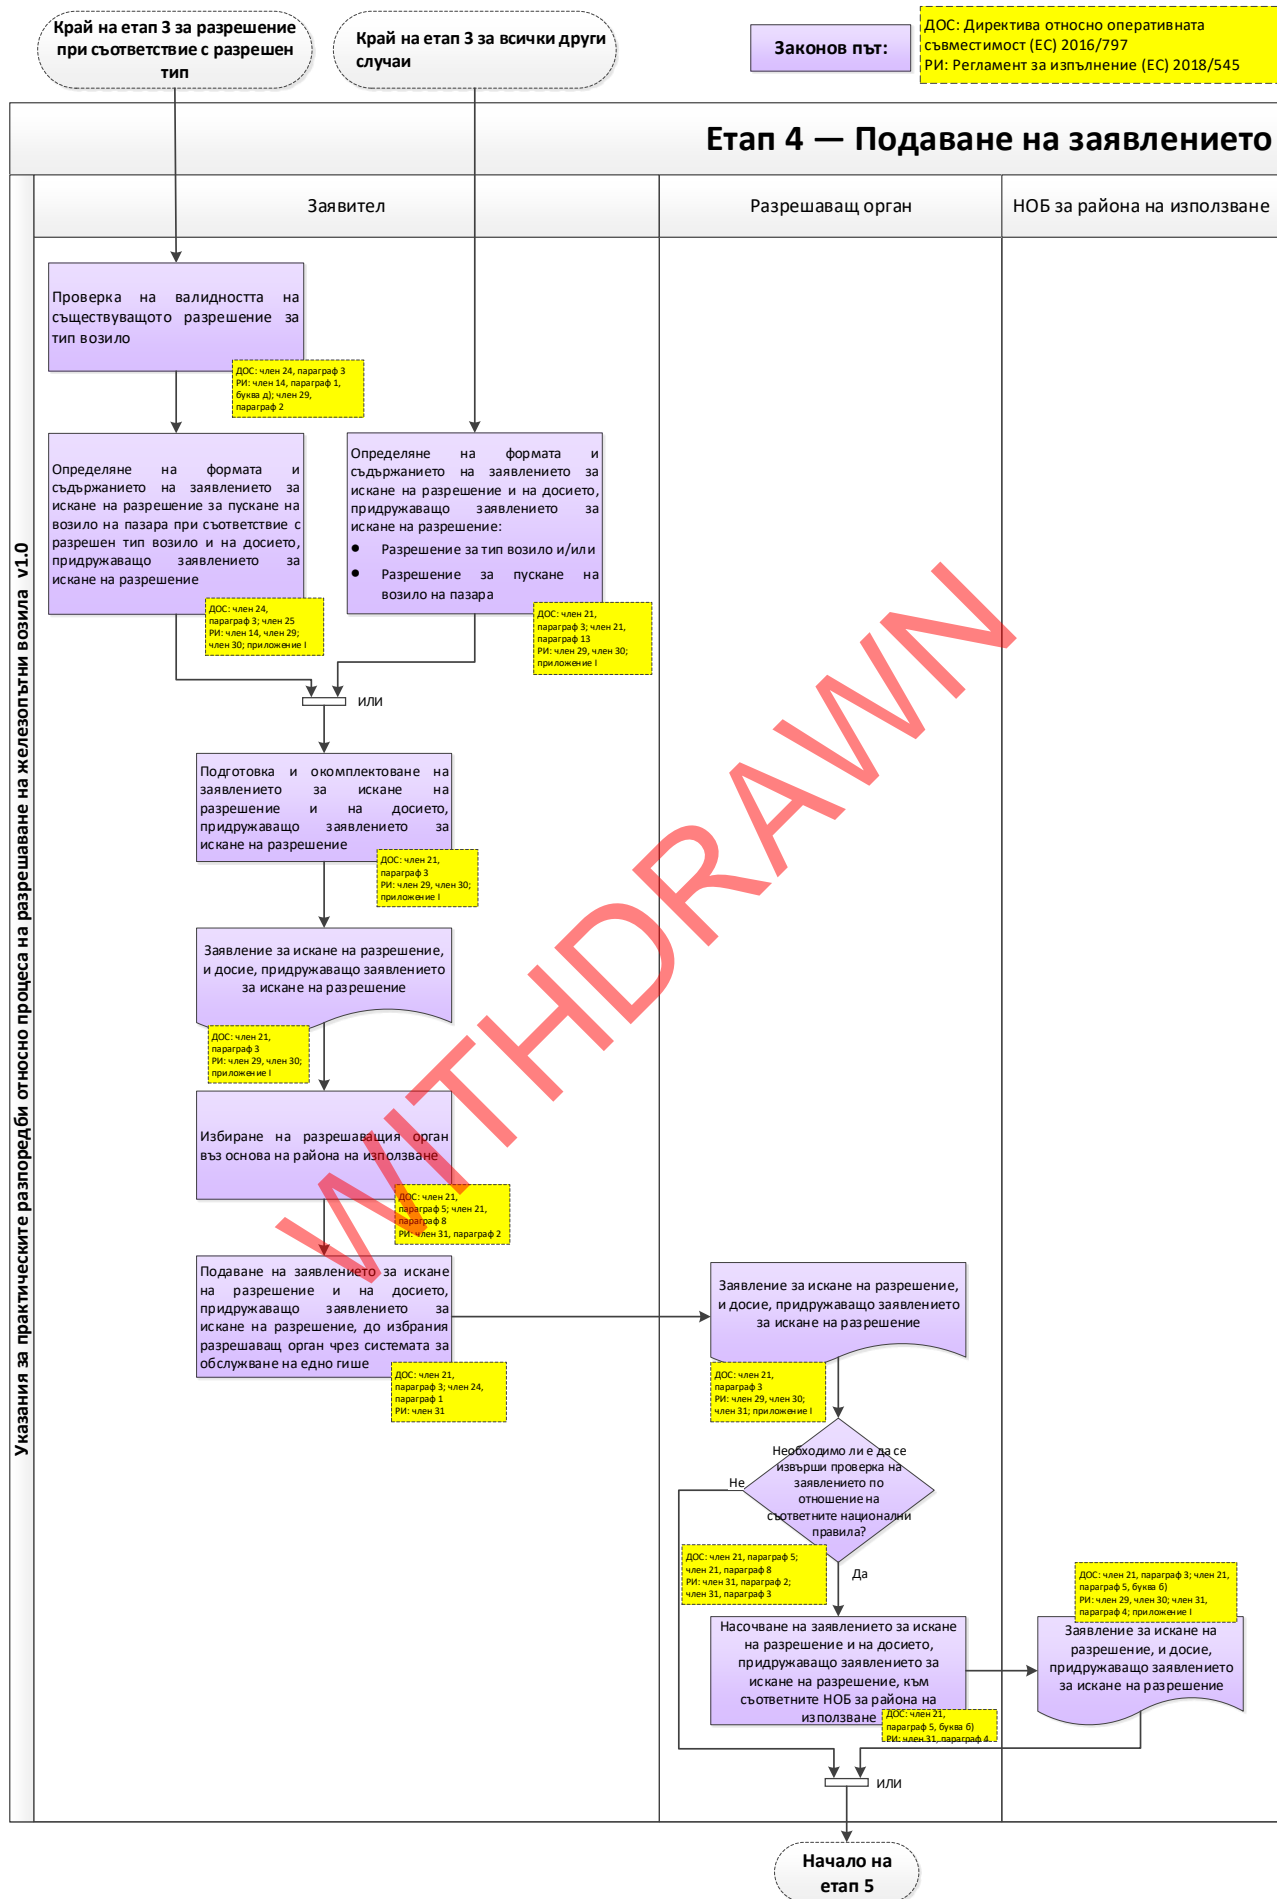 Край на етап 3 за разрешение
при съответствие с разрешен
тип
Край на етап 3 за всички други
случаи
Законов път:
ДОС: Директива относно оперативната
съвместимост (ЕС) 2016/797
РИ: Регламент за изпълнение (ЕС) 2018/545
Етап 4 — Подаване на заявлението
Указания за практическите разпоредби относно процеса на разрешаване на железопътни возила v1.0
Заявител
Разрешаващ орган
НОБ за района на използване
Проверка на валидността на
съществуващото разрешение за
тип возило
ДОС: член 24, параграф 3
РИ: член 14, параграф 1,
буква д); член 29,
параграф 2
Определяне на формата и
съдържанието на заявлението за
искане на разрешение за пускане на
возило на пазара при съответствие с
разрешен тип возило и на досието,
придружаващо заявлението за
искане на разрешение
ДОС: член 24,
параграф 3; член 25
РИ: член 14, член 29;
член 30; приложение I
Определяне на формата и
съдържанието на заявлението за
искане на разрешение и на досието,
придружаващо заявлението за
искане на разрешение:
● Разрешение за тип возило и/или
● Разрешение за пускане на
возило на пазара
ДОС: член 21,
параграф 3; член 21,
параграф 13
РИ: член 29, член 30;
приложение I
или
Подготовка и окомплектоване на
заявлението за искане на
разрешение и на досието,
придружаващо заявлението за
искане на разрешение
ДОС: член 21,
параграф 3
РИ: член 29, член 30;
приложение I
Заявление за искане на разрешение,
и досие, придружаващо заявлението
за искане на разрешение
ДОС: член 21,
параграф 3
РИ: член 29, член 30;
приложение I
Избиране на разрешаващия орган
въз основа на района на използване
ДОС: член 21,
параграф 5; член 21,
параграф 8
РИ: член 31, параграф 2
Подаване на заявлението за искане
на разрешение и на досието,
придружаващо заявлението за
искане на разрешение, до избрания
разрешаващ орган чрез системата за
обслужване на едно гише
ДОС: член 21,
параграф 3; член 24,
параграф 1
РИ: член 31
Заявление за искане на разрешение,
и досие, придружаващо заявлението
за искане на разрешение
ДОС: член 21,
параграф 3
РИ: член 29, член 30;
член 31; приложение I
Необходимо ли е да се
извърши проверка на
заявлението по
отношение на
съответните национални
правила?
Не
Да
ДОС: член 21, параграф 5;
член 21, параграф 8
РИ: член 31, параграф 2;
член 31, параграф 3
Насочване на заявлението за искане
на разрешение и на досието,
придружаващо заявлението за
искане на разрешение, към
съответните НОБ за района на
използване
ДОС: член 21,
параграф 5, буква б)
РИ: член 31, параграф 4
ДОС: член 21, параграф 3; член 21,
параграф 5, буква б)
РИ: член 29, член 30; член 31,
параграф 4; приложение I
Заявление за искане на
разрешение, и досие,
придружаващо заявлението
за искане на разрешение
или
Начало на
етап 5
WITHDRAWN